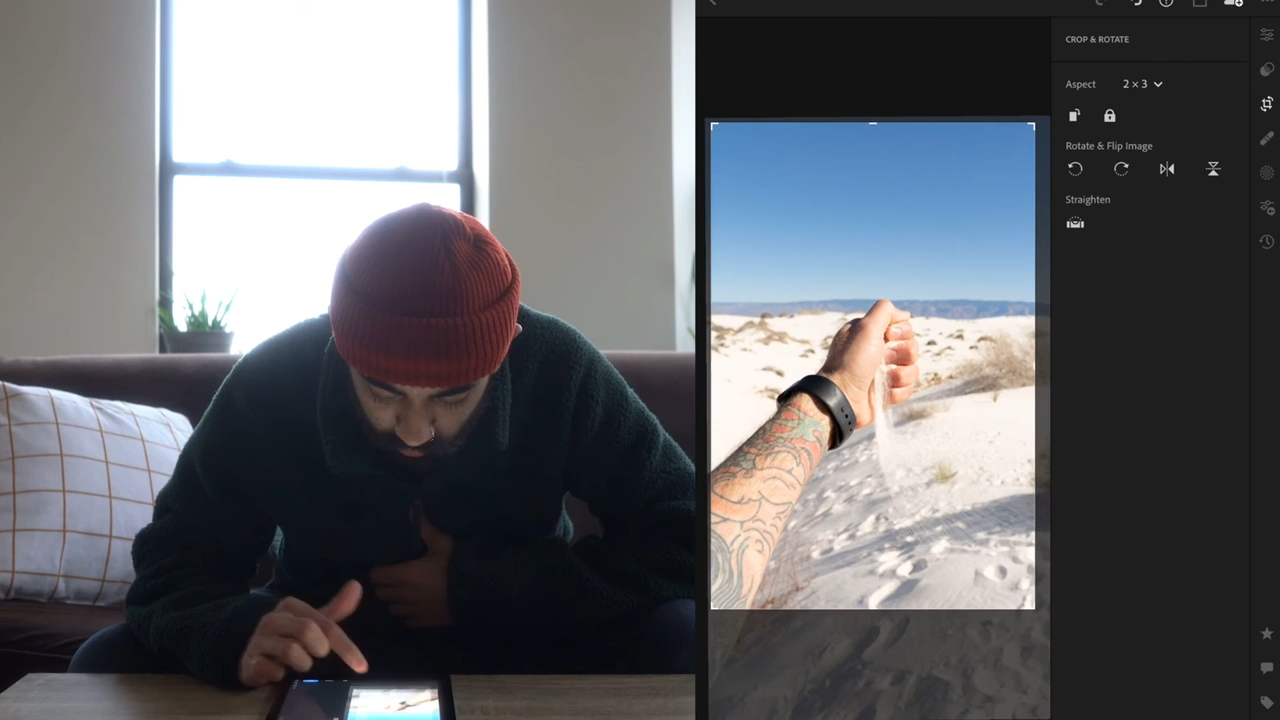 CROP & ROTATE
Aspect 2 × 3
Rotate & Flip Image
Straighten